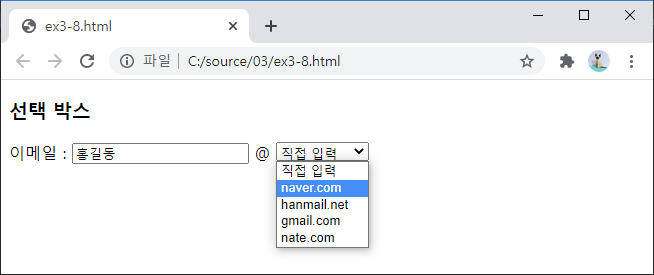 ex3-8.html
파일 C:/source/03/ex3-8.html
선택 박스
이메일 : 홍길동 @ 직접 입력
직접 입력
naver.com
hanmail.net
gmail.com
nate.com